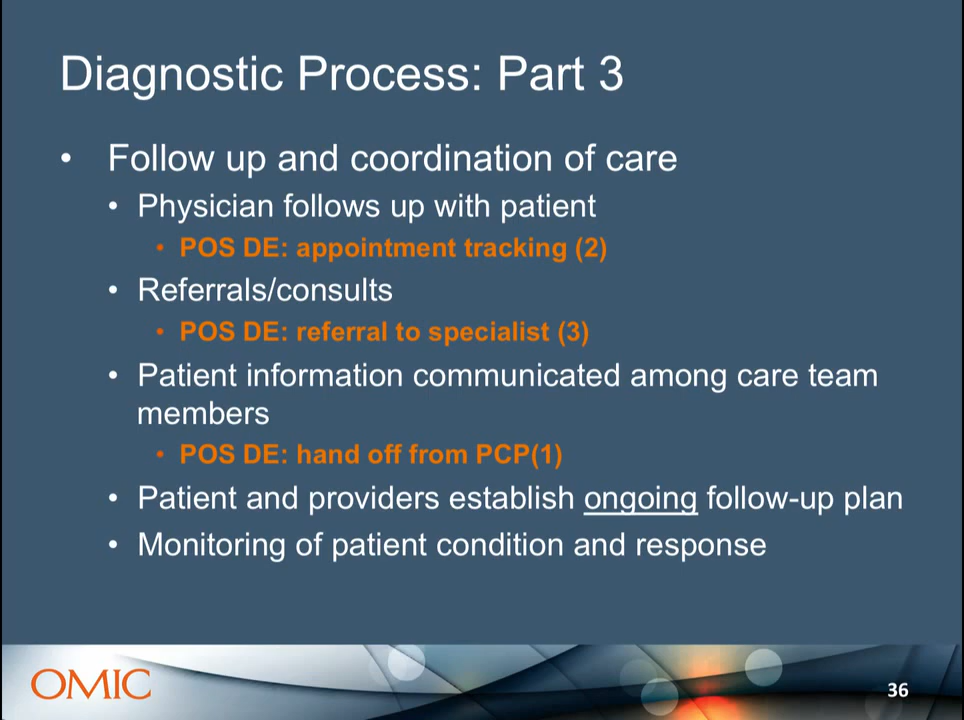 Diagnostic Process: Part 3
• Follow up and coordination of care
• Physician follows up with patient
• POS DE: appointment tracking (2)
• Referrals/consults
• POS DE: referral to specialist (3)
• Patient information communicated among care team
members
• POS DE: hand off from PCP(1)
• Patient and providers establish ongoing follow-up plan
• Monitoring of patient condition and response
OMIC
36